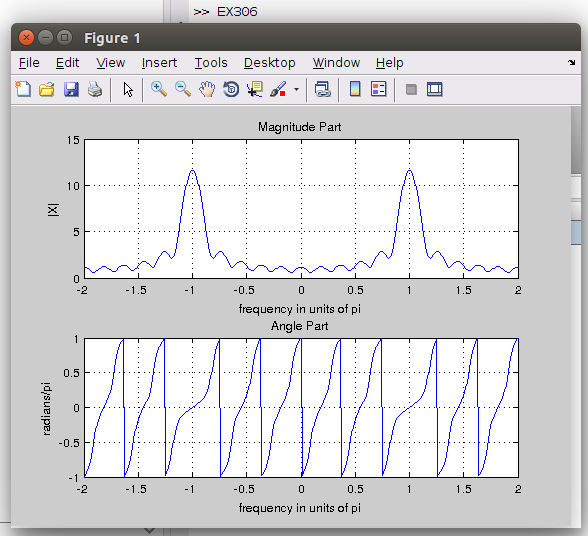 >> EX306
Figure 1
File Edit View Insert Tools Desktop Window Help
Magnitude Part
15
10
5
0
|X|
-2 -1.5 -1 -0.5 0 0.5 1 1.5 2
frequency in units of pi
Angle Part
1
0.5
0
-0.5
-1
radians/pi
-2 -1.5 -1 -0.5 0 0.5 1 1.5 2
frequency in units of pi